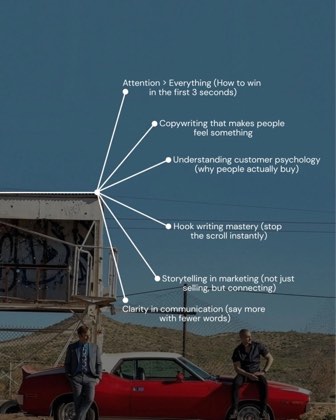 Attention > Everything (How to win
in the first 3 seconds)
Copywriting that makes people
feel something
Understanding customer psychology
(why people actually buy)
Hook writing mastery (stop
the scroll instantly)
Storytelling in marketing (not just
selling, but connecting)
Clarity in communication (say more
with fewer words)